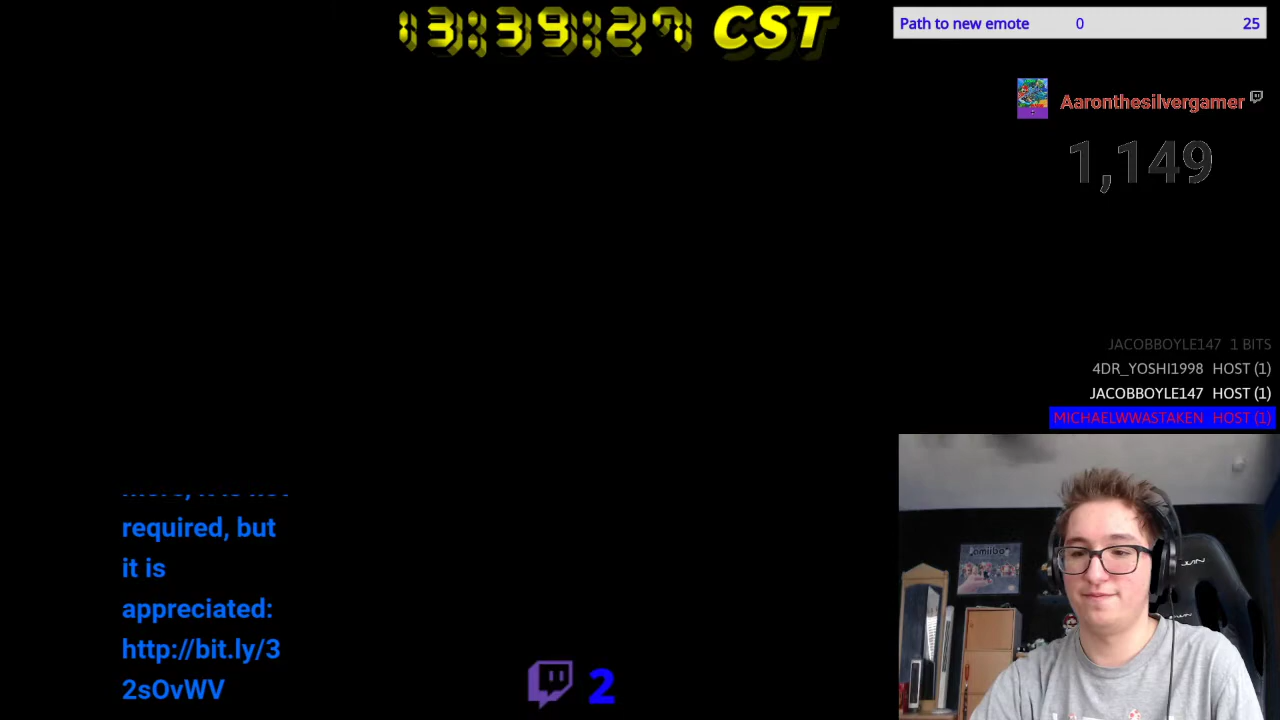 13:39:27 CST
Path to new emote 0 25
Aaronthesilvergamer
1,149
JACOBBOYLE147 1 BITS
4DR_YOSHI1998 HOST (1)
JACOBBOYLE147 HOST (1)
MICHAELWWASTAKEN HOST (1)
required, but
it is
appreciated:
http://bit.ly/3
2sOvWV
2
amiibo